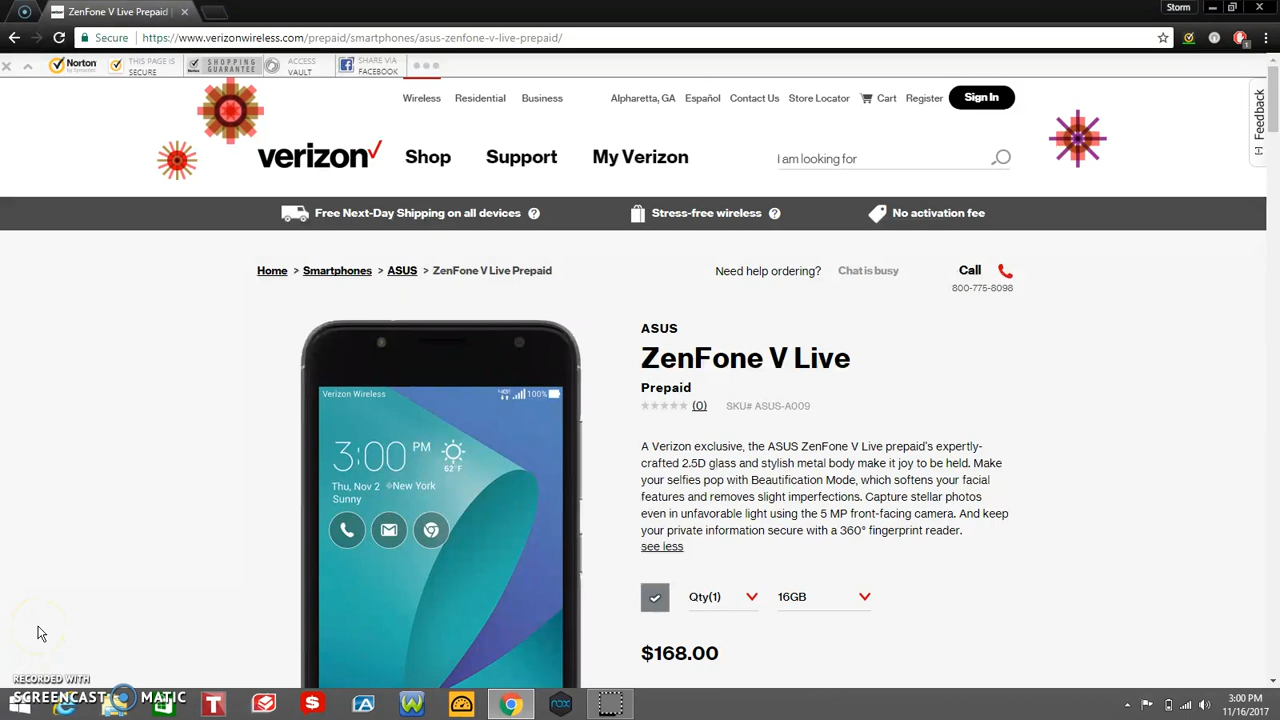 ZenFone V Live Prepaid
Storm
Secure https://www.verizonwireless.com/prepaid/smartphones/asus-zenfone-v-live-prepaid/
Norton by Symantec
THIS PAGE IS SECURE
SHOPPING GUARANTEE
ACCESS VAULT
SHARE VIA FACEBOOK
Wireless Residential Business Alpharetta, GA Español Contact Us Store Locator Cart Register Sign In
verizon Shop Support My Verizon I am looking for
[-] Feedback
Free Next-Day Shipping on all devices ? Stress-free wireless ? No activation fee
Home > Smartphones > ASUS > ZenFone V Live Prepaid
Need help ordering? Chat is busy Call
800-775-8098
ASUS
ZenFone V Live
Prepaid
(0) SKU# ASUS-A009
A Verizon exclusive, the ASUS ZenFone V Live prepaid's expertly-
crafted 2.5D glass and stylish metal body make it joy to be held. Make
your selfies pop with Beautification Mode, which softens your facial
features and removes slight imperfections. Capture stellar photos
even in unfavorable light using the 5 MP front-facing camera. And keep
your private information secure with a 360° fingerprint reader.
see less
Qty(1) 16GB
$168.00
Verizon Wireless 100%
3:00 PM
62°F
Thu, Nov 2 New York
Sunny
RECORDED WITH
SCREENCAST MATIC
nox
3:00 PM
11/16/2017